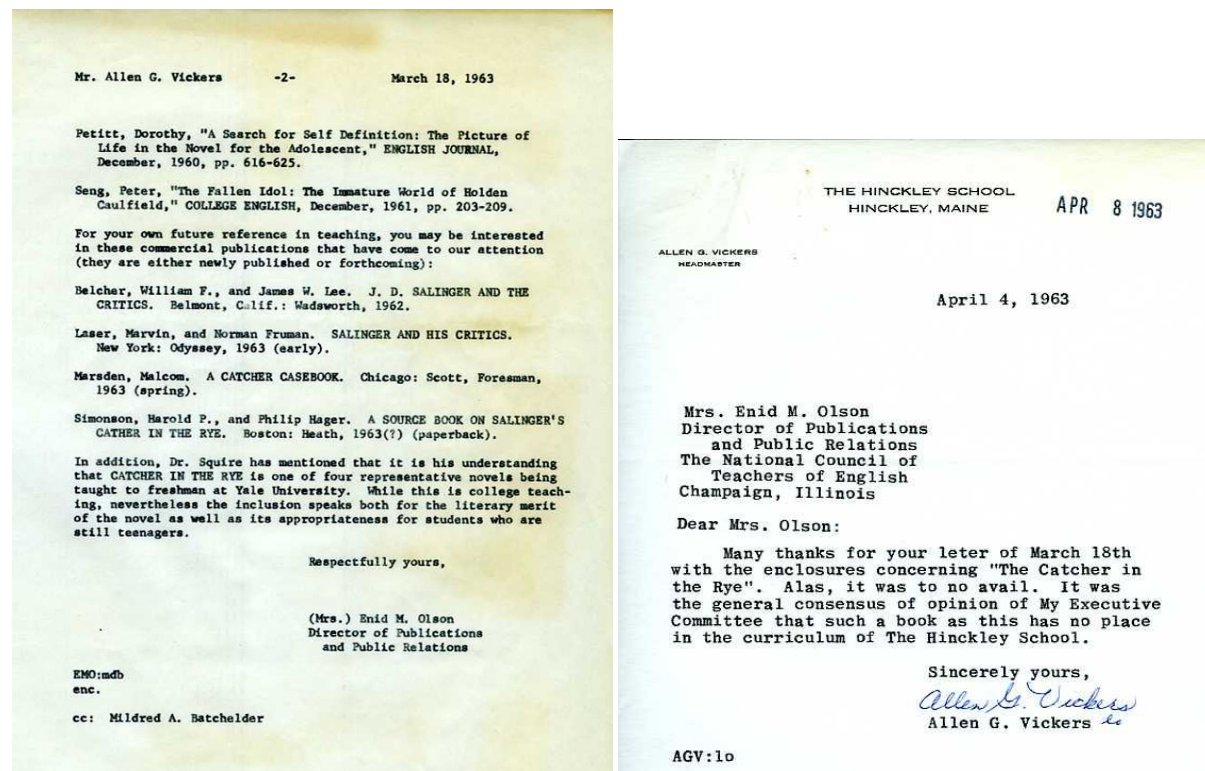 Mr. Allen G. Vickers -2- March 18, 1963
Petitt, Dorothy, "A Search for Self Definition: The Picture of
Life in the Novel for the Adolescent," ENGLISH JOURNAL,
December, 1960, pp. 616-625.
Seng, Peter, "The Fallen Idol: The Immature World of Holden
Caulfield," COLLEGE ENGLISH, December, 1961, pp. 203-209.
For your own future reference in teaching, you may be interested
in these commercial publications that have come to our attention
(they are either newly published or forthcoming):
Belcher, William F., and James W. Lee. J. D. SALINGER AND THE
CRITICS. Belmont, Calif.: Wadsworth, 1962.
Laser, Marvin, and Norman Fruman. SALINGER AND HIS CRITICS.
New York: Odyssey, 1963 (early).
Marsden, Malcom. A CATCHER CASEBOOK. Chicago: Scott, Foresman,
1963 (spring).
Simonson, Harold P., and Philip Hager. A SOURCE BOOK ON SALINGER'S
CATHER IN THE RYE. Boston: Heath, 1963(?) (paperback).
In addition, Dr. Squire has mentioned that it is his understanding
that CATCHER IN THE RYE is one of four representative novels being
taught to freshman at Yale University. While this is college teach-
ing, nevertheless the inclusion speaks both for the literary merit
of the novel as well as its appropriateness for students who are
still teenagers.
Respectfully yours,
(Mrs.) Enid M. Olson
Director of Publications
and Public Relations
EMO:mdb
enc.
cc: Mildred A. Batchelder
THE HINCKLEY SCHOOL
HINCKLEY, MAINE
APR 8 1963
ALLEN G. VICKERS
HEADMASTER
April 4, 1963
Mrs. Enid M. Olson
Director of Publications
and Public Relations
The National Council of
Teachers of English
Champaign, Illinois
Dear Mrs. Olson:
Many thanks for your leter of March 18th
with the enclosures concerning "The Catcher in
the Rye". Alas, it was to no avail. It was
the general consensus of opinion of My Executive
Committee that such a book as this has no place
in the curriculum of The Hinckley School.
Sincerely yours,
Allen G. Vickers
Allen G. Vickers lo
AGV:lo